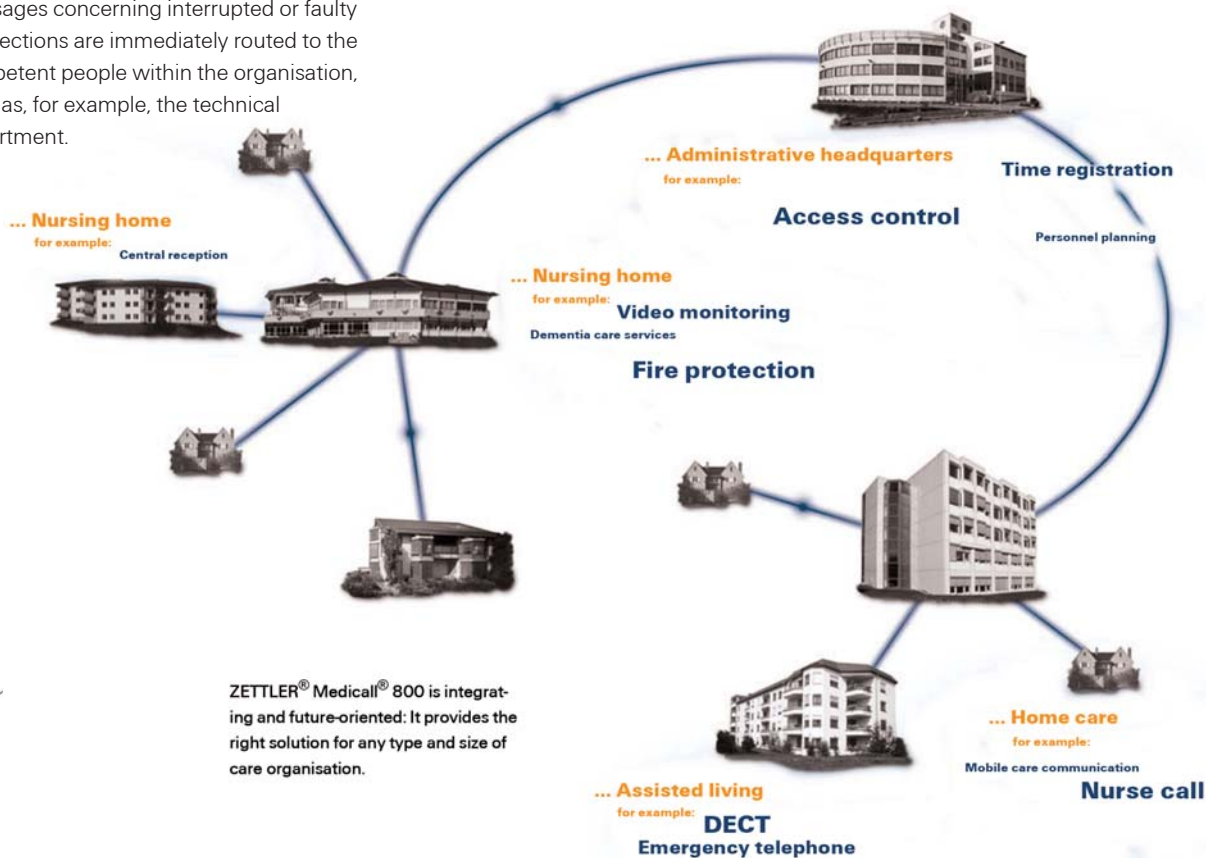 concerning interrupted or faulty
are immediately routed to the
people within the organisation,
as, for example, the technical
... Administrative headquarters
for example:
Time registration
Access control
Personnel planning
... Nursing home
for example:
Central reception
... Nursing home
for example:
Video monitoring
Dementia care services
Fire protection
ZETTLER® Medicall® 800 is integrat-
ing and future-oriented: It provides the
right solution for any type and size of
care organisation.
... Home care
for example:
Mobile care communication
Nurse call
... Assisted living
for example:
DECT
Emergency telephone